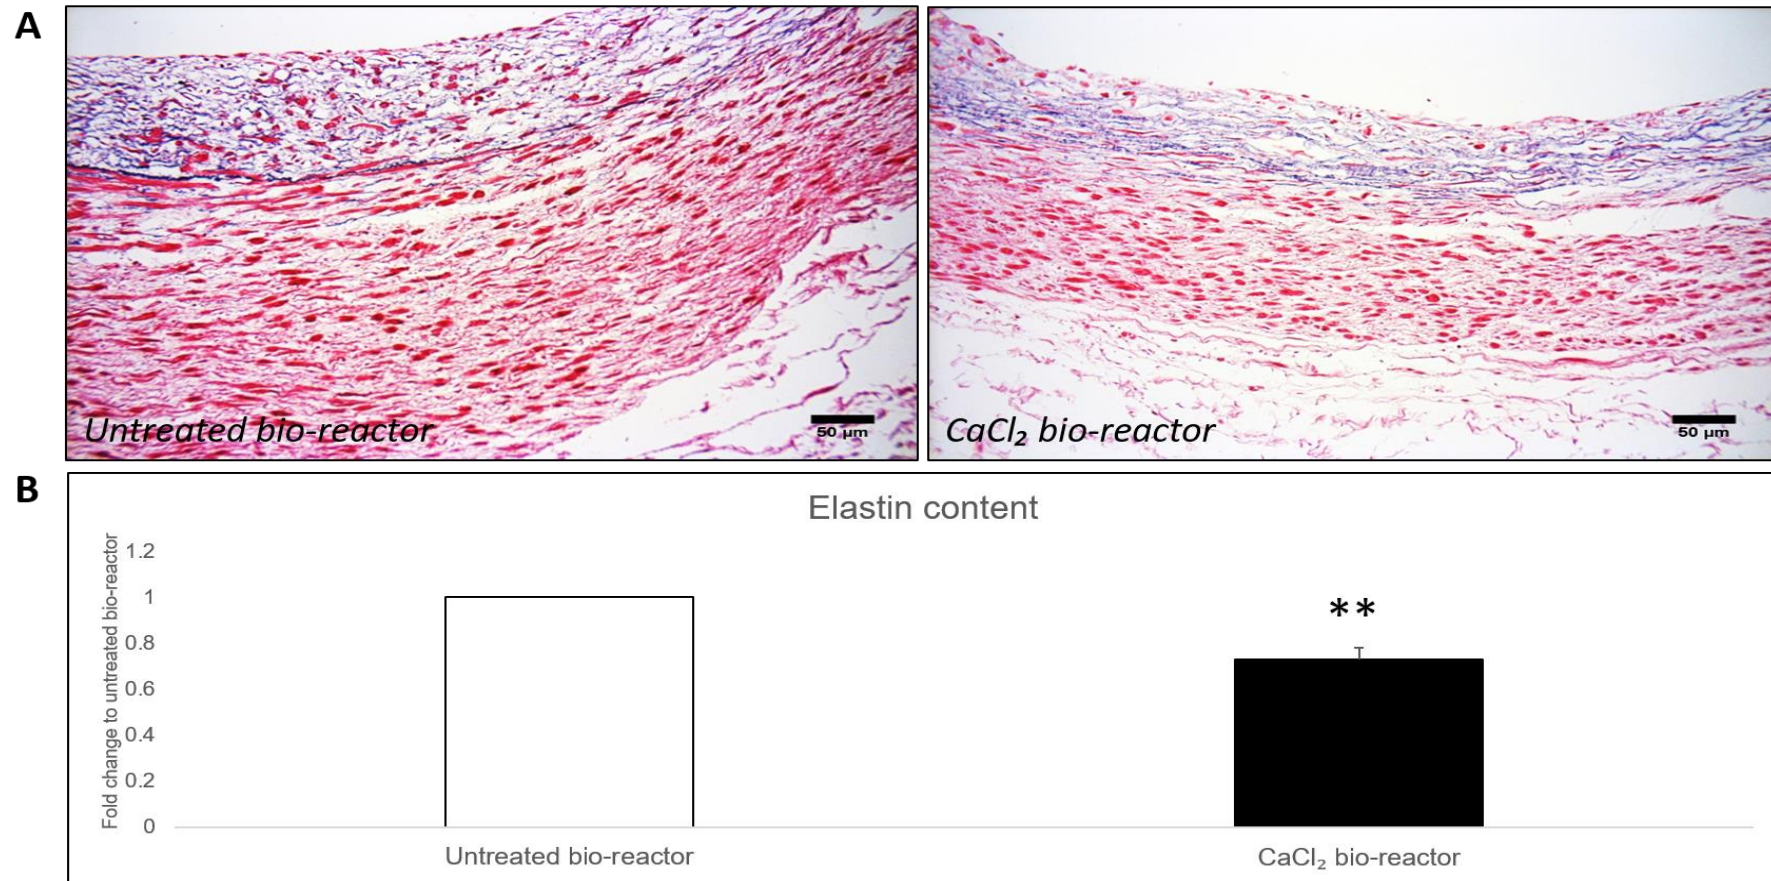 A
Untreated bio-reactor
50 µm
CaCl₂ bio-reactor
50 µm
B
Elastin content
Fold change to untreated bio-reactor
1.2
1
0.8
0.6
0.4
0.2
0
**
Untreated bio-reactor
CaCl₂ bio-reactor